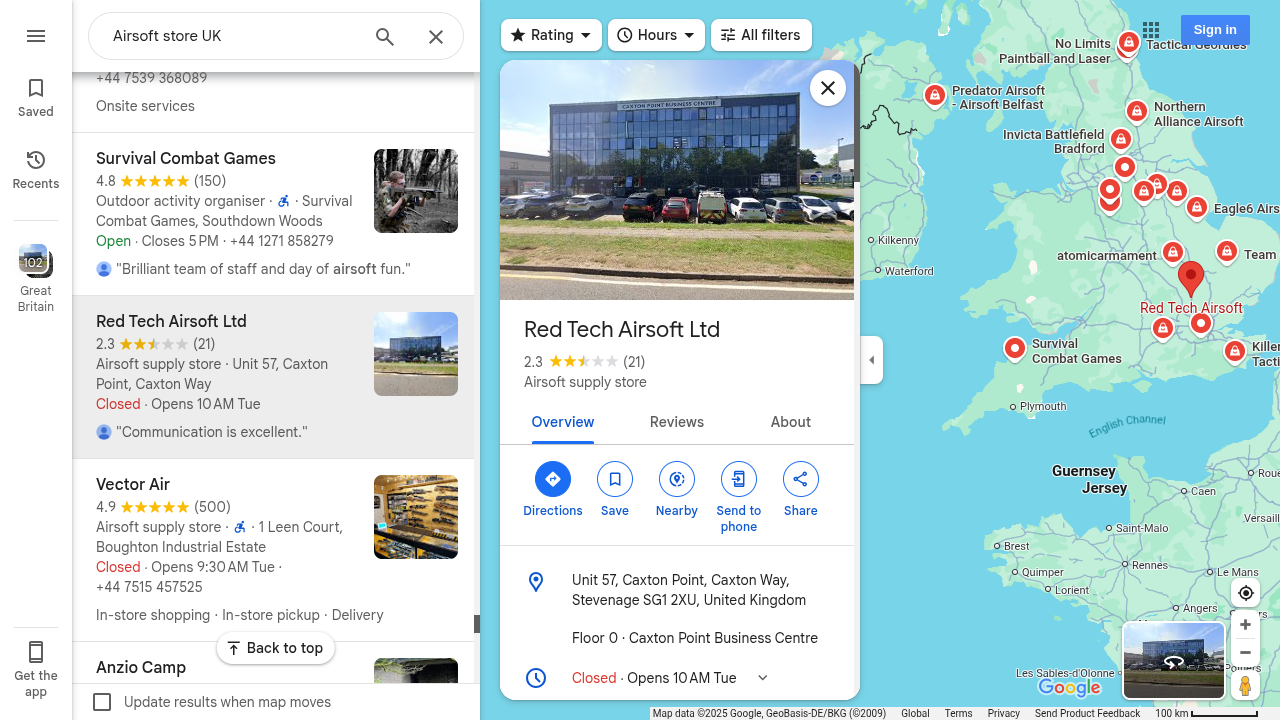 Airsoft store UK
Saved
Recents
102
Great
Britain
Get the
app
+44 7539 368089
Onsite services
Survival Combat Games
4.8 (150)
Outdoor activity organiser · · Survival
Combat Games, Southdown Woods
Open · Closes 5 PM · +44 1271 858279
"Brilliant team of staff and day of airsoft fun."
Red Tech Airsoft Ltd
2.3 (21)
Airsoft supply store · Unit 57, Caxton
Point, Caxton Way
Closed · Opens 10 AM Tue
"Communication is excellent."
Vector Air
4.9 (500)
Airsoft supply store · · 1 Leen Court,
Boughton Industrial Estate
Closed · Opens 9:30 AM Tue ·
+44 7515 457525
In-store shopping · In-store pickup · Delivery
Back to top
Anzio Camp
Update results when map moves
Rating
Hours
All filters
Sign in
CAXTON POINT BUSINESS CENTRE
Red Tech Airsoft Ltd
2.3 (21)
Airsoft supply store
Overview
Reviews
About
Directions
Save
Nearby
Send to
phone
Share
Unit 57, Caxton Point, Caxton Way,
Stevenage SG1 2XU, United Kingdom
Floor 0 · Caxton Point Business Centre
Closed · Opens 10 AM Tue
No Limits
Paintball and Laser
Tactical Geordies
Predator Airsoft
- Airsoft Belfast
Northern
Alliance Airsoft
Invicta Battlefield
Bradford
Eagle6 Airs
Kilkenny
Waterford
atomicarmament
Team
Red Tech Airsoft
Survival
Combat Games
Killer
Tacti
Plymouth
English Channel
Guernsey
Jersey
Roue
Caen
Versaill
Saint-Malo
Brest
Rennes
Quimper
Le Mans
Lorient
Angers
Les Sables-d'Olonne
Poitiers
Google
Map data ©2025 Google, GeoBasis-DE/BKG (©2009)
Global
Terms
Privacy
Send Product Feedback
100 km